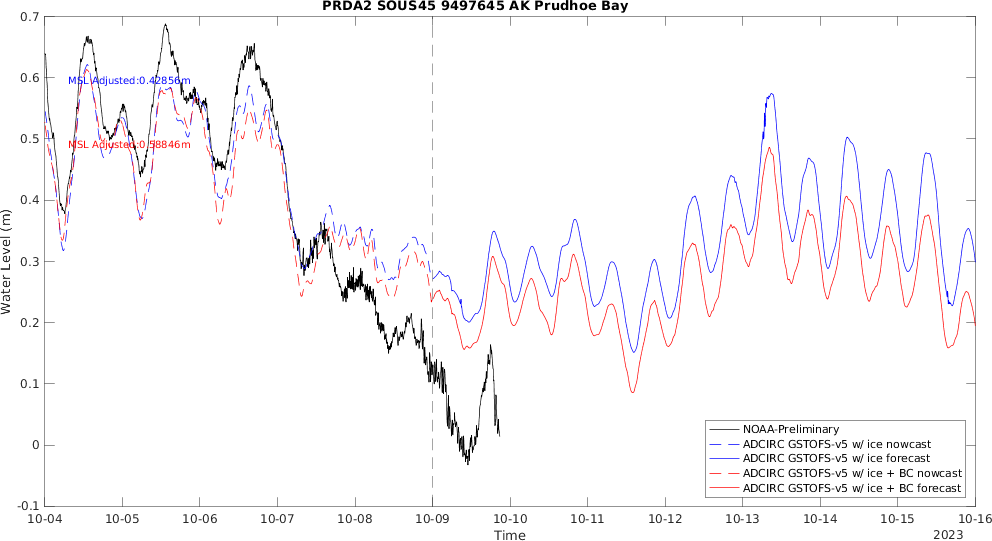 PRDA2 SOUS45 9497645 AK Prudhoe Bay
0.7
0.6
0.5
0.4
0.3
0.2
0.1
0
-0.1
Water Level (m)
MSL Adjusted:0.42856m
MSL Adjusted:0.58846m
NOAA-Preliminary
ADCIRC GSTOFS-v5 w/ ice nowcast
ADCIRC GSTOFS-v5 w/ ice forecast
ADCIRC GSTOFS-v5 w/ ice + BC nowcast
ADCIRC GSTOFS-v5 w/ ice + BC forecast
10-04 10-05 10-06 10-07 10-08 10-09 10-10 10-11 10-12 10-13 10-14 10-15 10-16
Time
2023